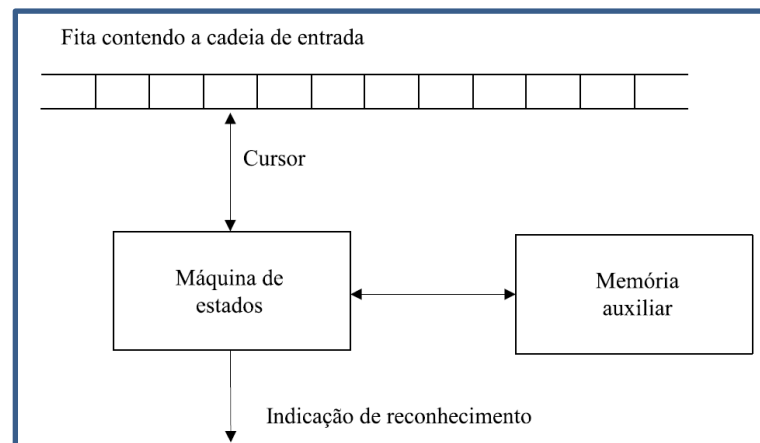 Fita contendo a cadeia de entrada
Cursor
Máquina de
estados
Memória
auxiliar
Indicação de reconhecimento